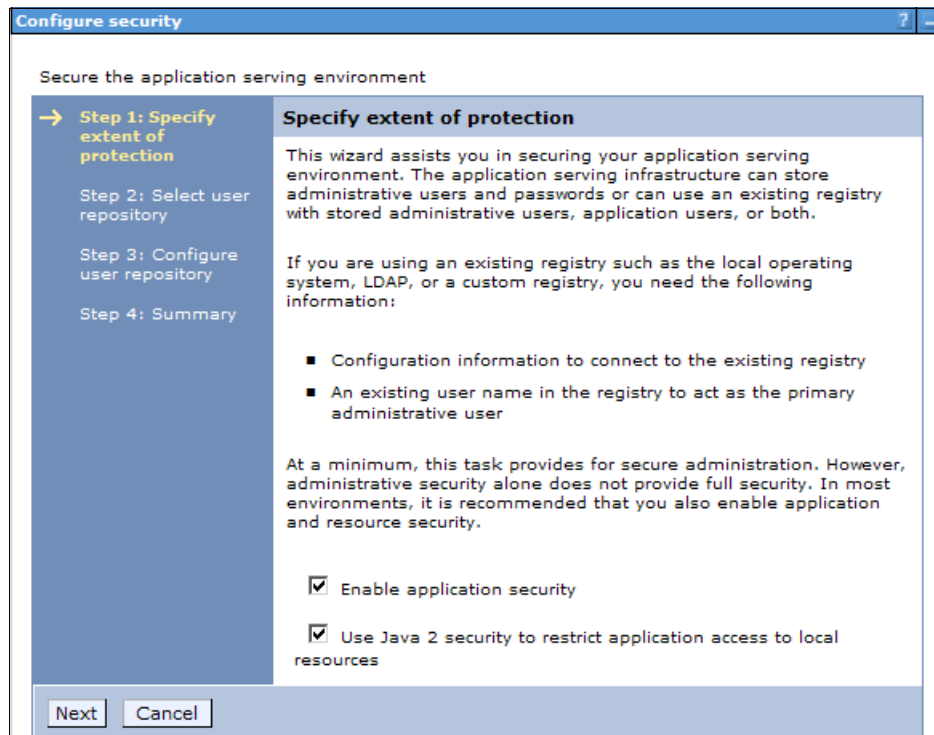 Configure security
?
Secure the application serving environment
Step 1: Specify
extent of
protection
Step 2: Select user
repository
Step 3: Configure
user repository
Step 4: Summary
Specify extent of protection
This wizard assists you in securing your application serving
environment. The application serving infrastructure can store
administrative users and passwords or can use an existing registry
with stored administrative users, application users, or both.
If you are using an existing registry such as the local operating
system, LDAP, or a custom registry, you need the following
information:
Configuration information to connect to the existing registry
An existing user name in the registry to act as the primary
administrative user
At a minimum, this task provides for secure administration. However,
administrative security alone does not provide full security. In most
environments, it is recommended that you also enable application
and resource security.
Enable application security
Use Java 2 security to restrict application access to local
resources
Next Cancel